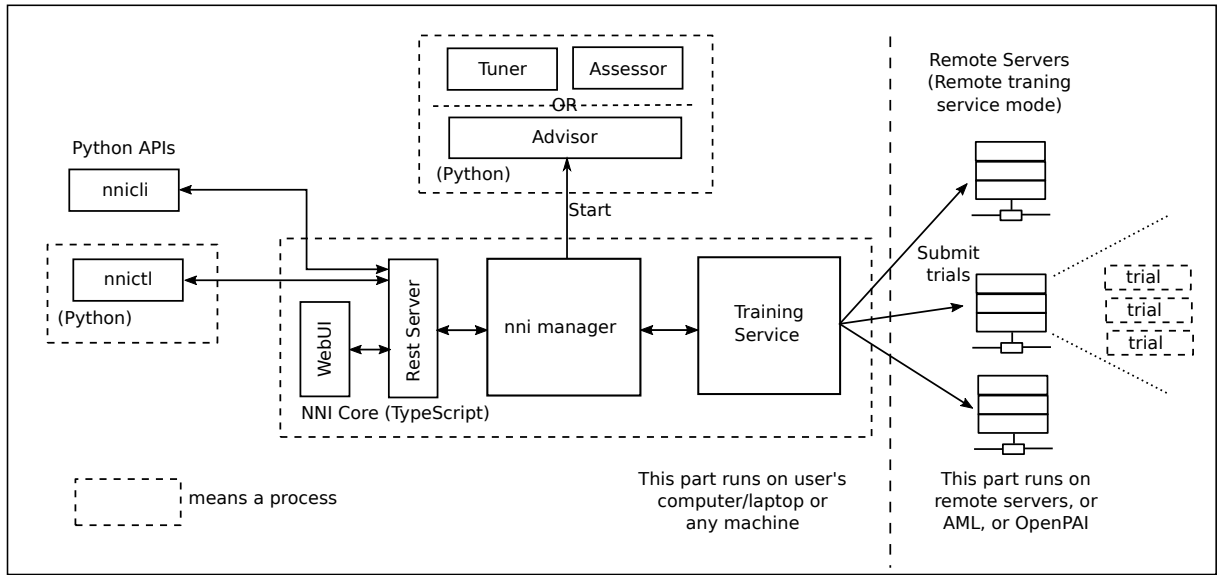 Tuner
Assessor
OR
Advisor
(Python)
Start
Remote Servers
(Remote traning
service mode)
Python APIs
nnicli
nnictl
(Python)
WebUI
Rest Server
nni manager
Training
Service
NNI Core (TypeScript)
Submit
trials
trial
trial
trial
means a process
This part runs on user's
computer/laptop or
any machine
This part runs on
remote servers, or
AML, or OpenPAI